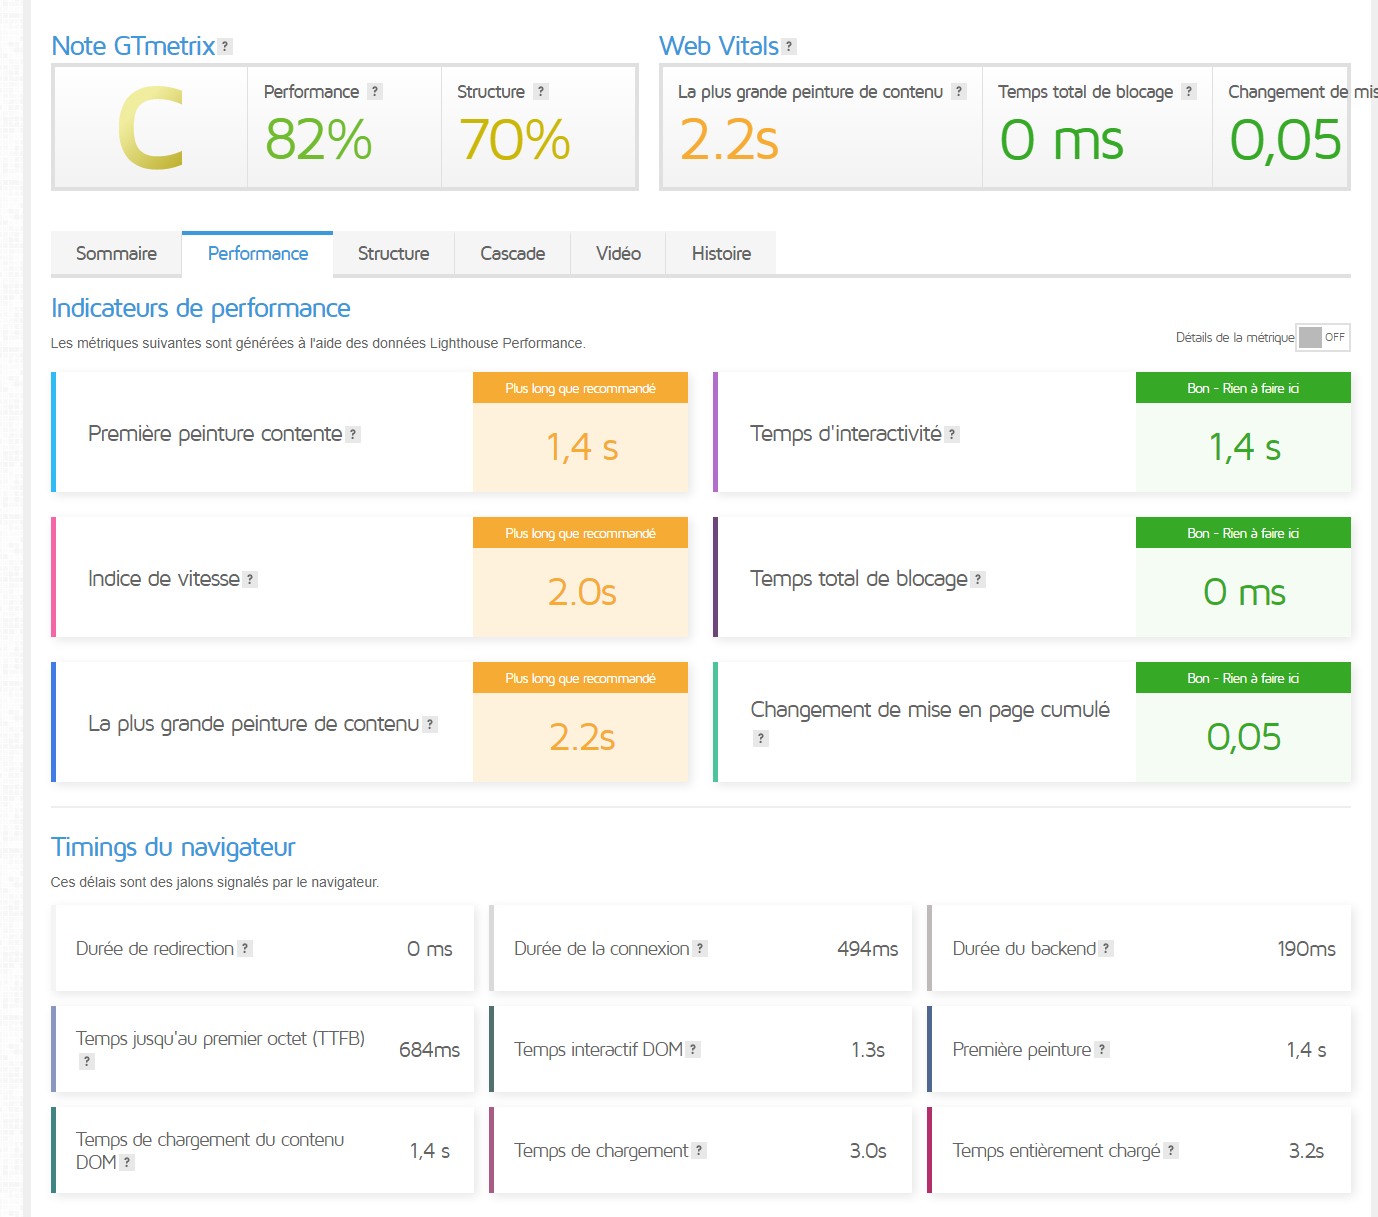 Note GTmetrix ?
Web Vitals ?
C
Performance ?
82%
Structure ?
70%
La plus grande peinture de contenu ?
2.2s
Temps total de blocage ?
0 ms
Changement de mis
0,05
Sommaire
Performance
Structure
Cascade
Vidéo
Histoire
Indicateurs de performance
Les métriques suivantes sont générées à l'aide des données Lighthouse Performance.
Détails de la métrique OFF
Première peinture contente ?
Plus long que recommandé
1,4 s
Temps d'interactivité ?
Bon - Rien à faire ici
1,4 s
Indice de vitesse ?
Plus long que recommandé
2.0s
Temps total de blocage ?
Bon - Rien à faire ici
0 ms
La plus grande peinture de contenu ?
Plus long que recommandé
2.2s
Changement de mise en page cumulé
?
Bon - Rien à faire ici
0,05
Timings du navigateur
Ces délais sont des jalons signalés par le navigateur.
Durée de redirection ?
0 ms
Durée de la connexion ?
494ms
Durée du backend ?
190ms
Temps jusqu'au premier octet (TTFB)
?
684ms
Temps interactif DOM ?
1.3s
Première peinture ?
1,4 s
Temps de chargement du contenu
DOM ?
1,4 s
Temps de chargement ?
3.0s
Temps entièrement chargé ?
3.2s